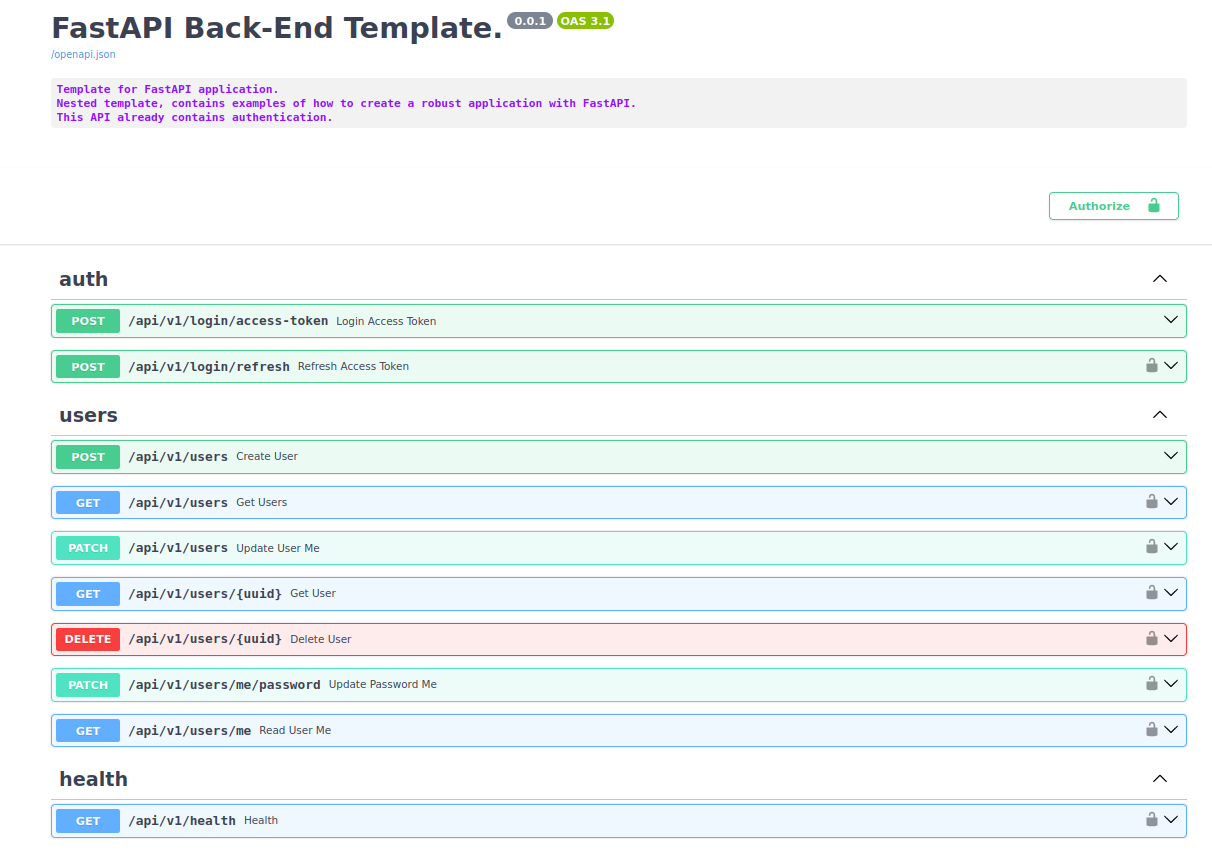 FastAPI Back-End Template. 0.0.1 OAS 3.1
/openapi.json
Template for FastAPI application.
Nested template, contains examples of how to create a robust application with FastAPI.
This API already contains authentication.
Authorize
auth
POST /api/v1/login/access-token Login Access Token
POST /api/v1/login/refresh Refresh Access Token
users
POST /api/v1/users Create User
GET /api/v1/users Get Users
PATCH /api/v1/users Update User Me
GET /api/v1/users/{uuid} Get User
DELETE /api/v1/users/{uuid} Delete User
PATCH /api/v1/users/me/password Update Password Me
GET /api/v1/users/me Read User Me
health
GET /api/v1/health Health